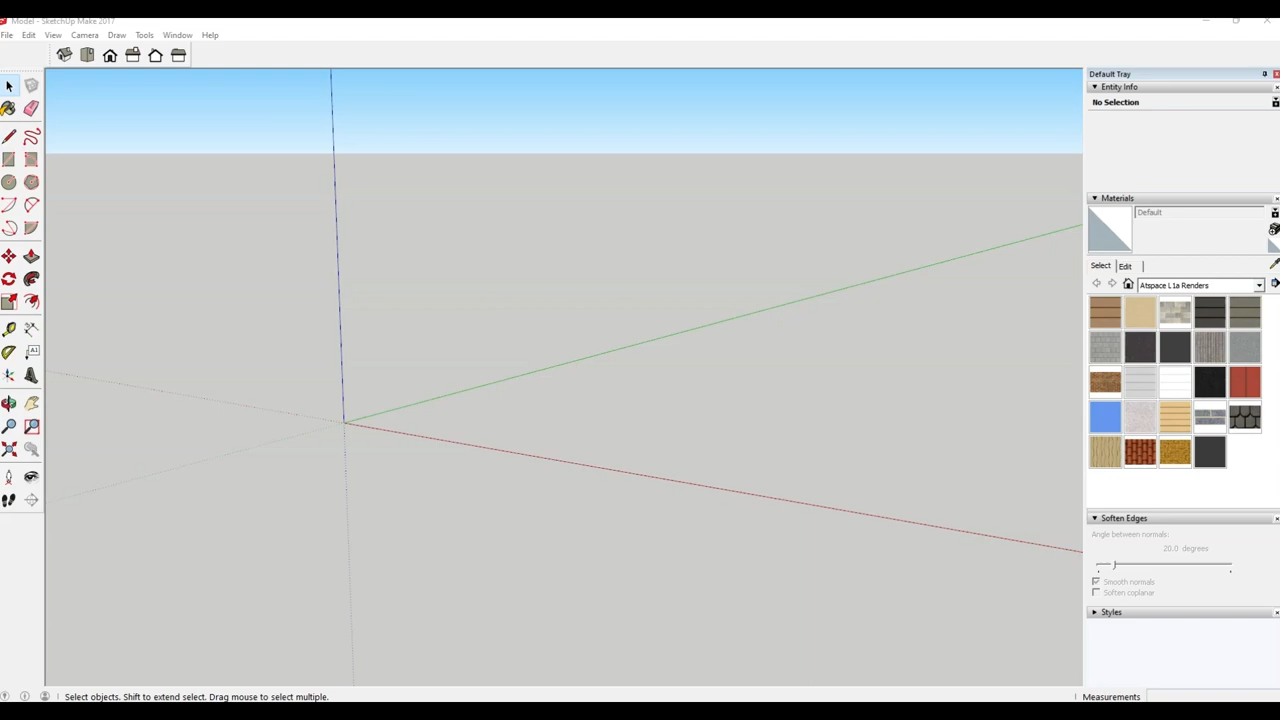 Model - SketchUp Make 2017
File Edit View Camera Draw Tools Window Help
Default Tray
Entity Info
No Selection
Materials
Default
Select Edit
Atspace L1a Renders
Soften Edges
Angle between normals:
20.0 degrees
Smooth normals
Soften coplanar
Styles
Select objects. Shift to extend select. Drag mouse to select multiple.
Measurements